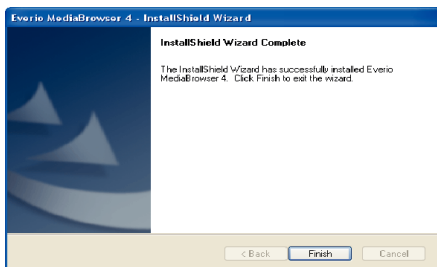 Everio MediaBrowser 4 - InstallShield Wizard
InstallShield Wizard Complete
The InstallShield Wizard has successfully installed Everio
MediaBrowser 4. Click Finish to exit the wizard.
< Back
Finish
Cancel